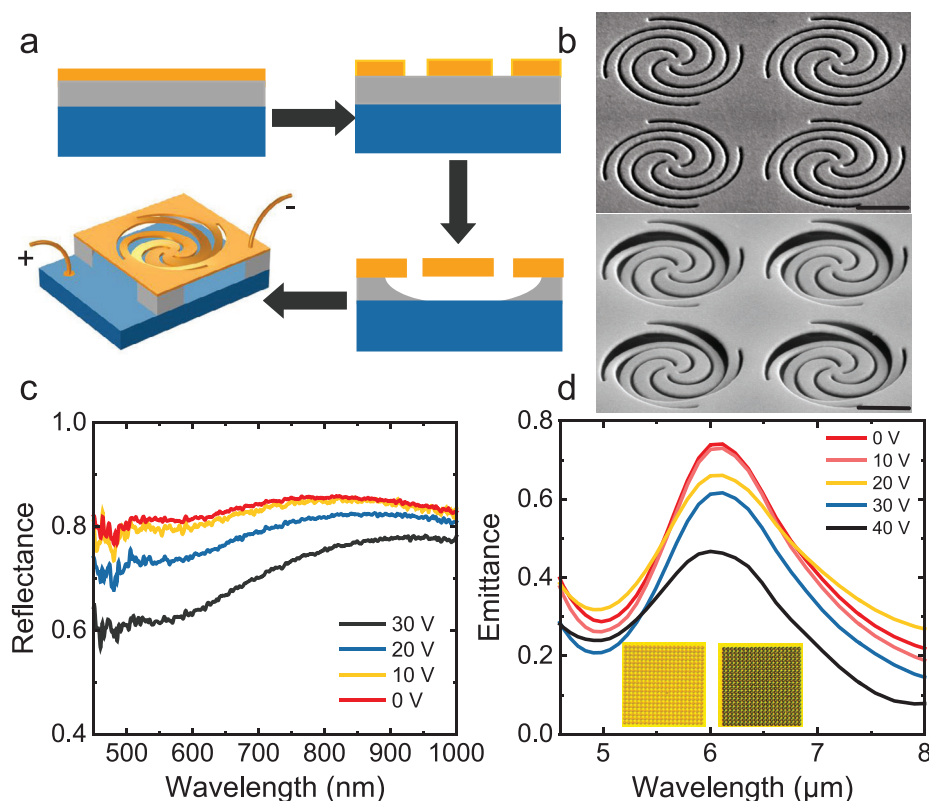 a
b
+
-
c
d
1.0
0.8
0.6
0.4
Reflectance
500 600 700 800 900 1000
Wavelength (nm)
30 V
20 V
10 V
0 V
0.8
0.6
0.4
0.2
0.0
Emittance
5 6 7 8
Wavelength (μm)
0 V
10 V
20 V
30 V
40 V